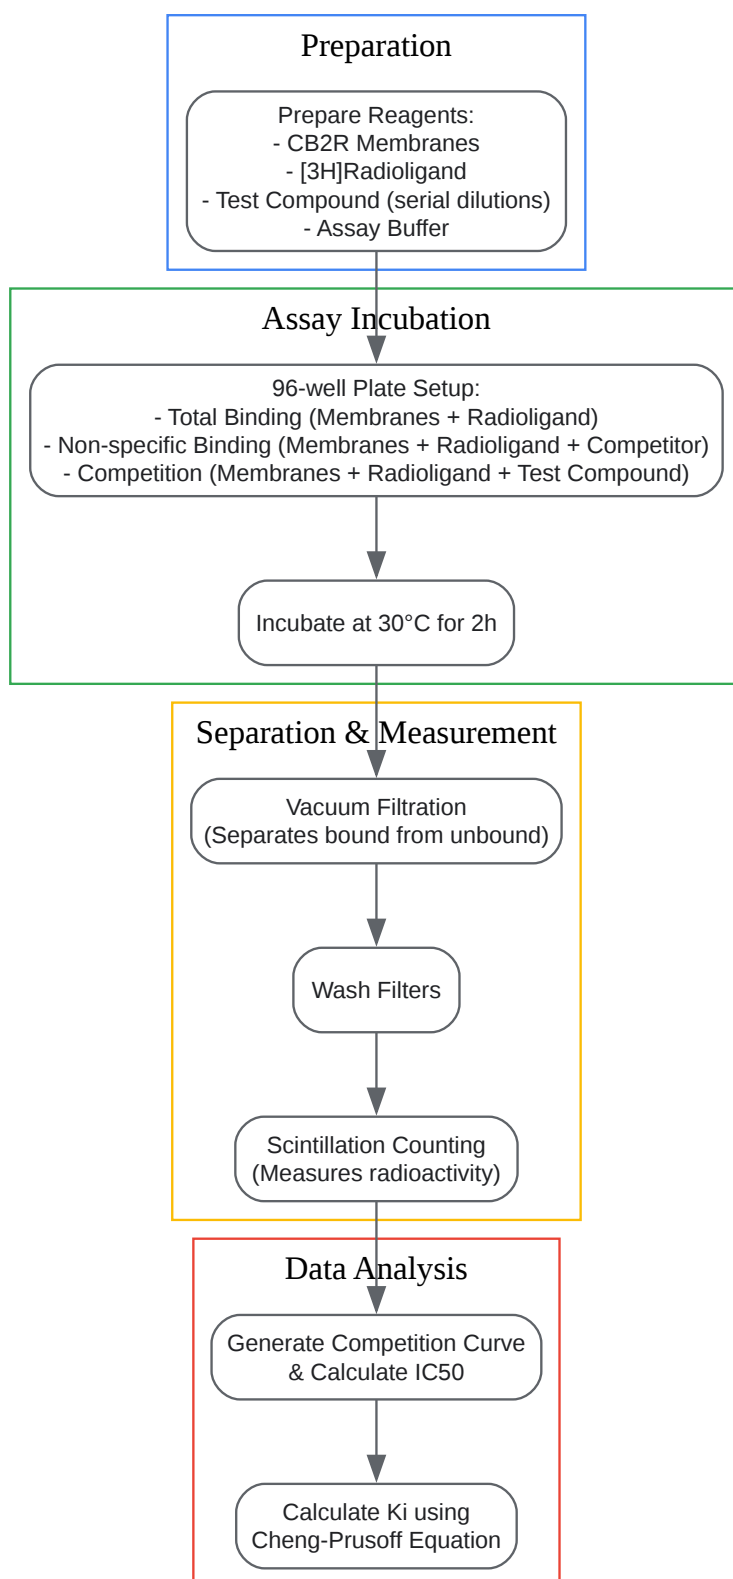 Preparation
Prepare Reagents:
- CB2R Membranes
- [3H]Radioligand
- Test Compound (serial dilutions)
- Assay Buffer
Assay Incubation
96-well Plate Setup:
- Total Binding (Membranes + Radioligand)
- Non-specific Binding (Membranes + Radioligand + Competitor)
- Competition (Membranes + Radioligand + Test Compound)
Incubate at 30°C for 2h
Separation & Measurement
Vacuum Filtration
(Separates bound from unbound)
Wash Filters
Scintillation Counting
(Measures radioactivity)
Data Analysis
Generate Competition Curve
& Calculate IC50
Calculate Ki using
Cheng-Prusoff Equation